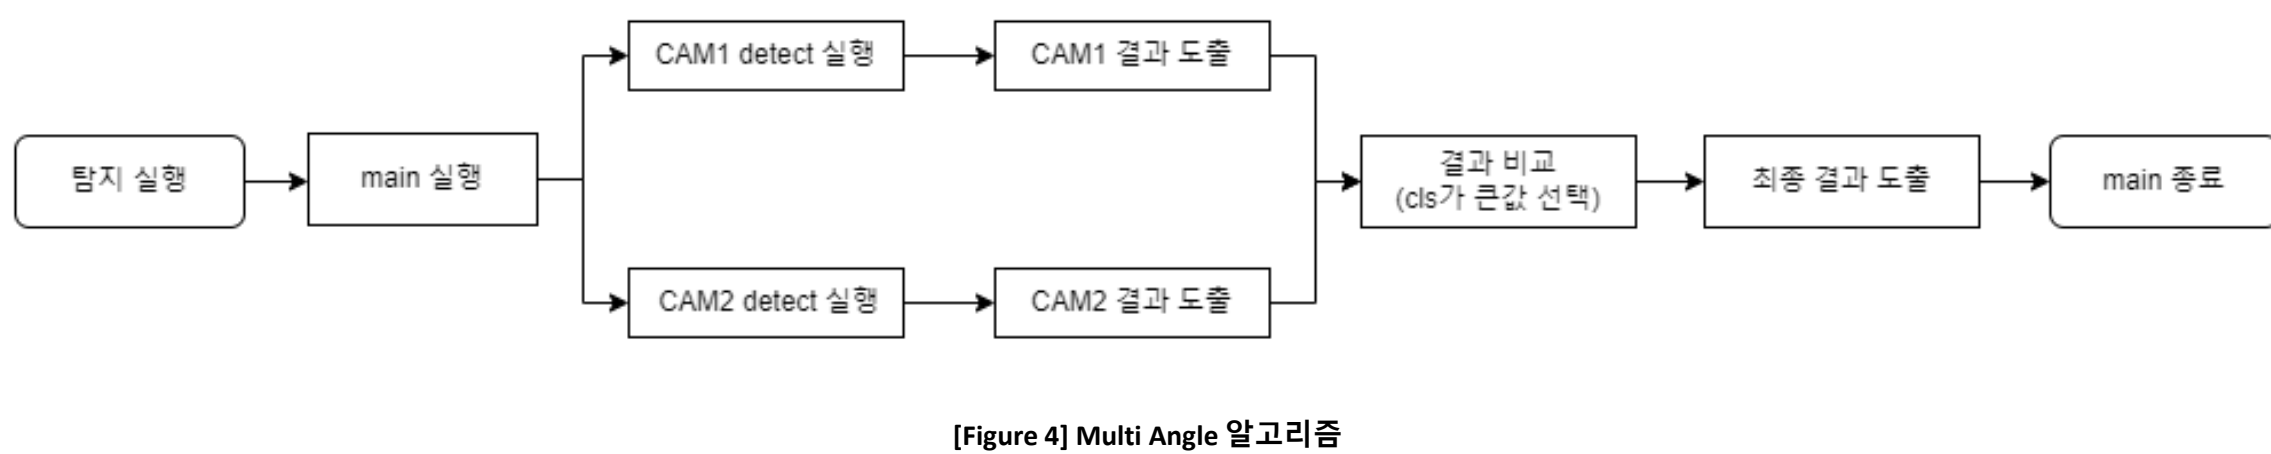 탐지 실행
main 실행
CAM1 detect 실행
CAM1 결과 도출
CAM2 detect 실행
CAM2 결과 도출
결과 비교
(cls가 큰값 선택)
최종 결과 도출
main 종료
[Figure 4] Multi Angle 알고리즘